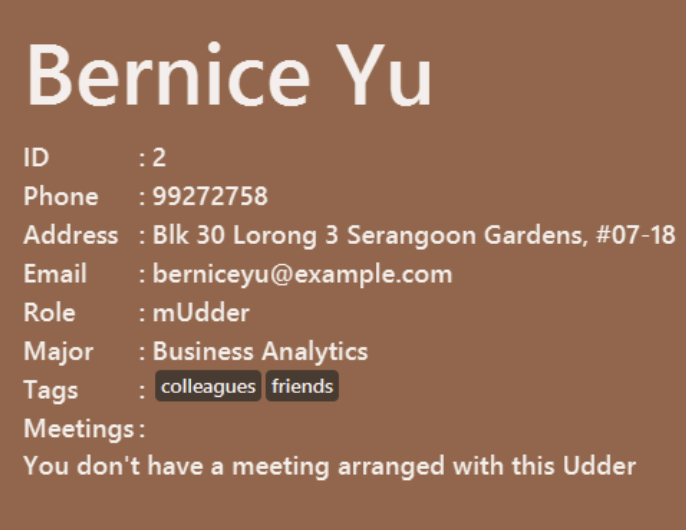 Bernice Yu
ID : 2
Phone : 99272758
Address : Blk 30 Lorong 3 Serangoon Gardens, #07-18
Email : berniceyu@example.com
Role : mUdder
Major : Business Analytics
Tags : colleagues friends
Meetings :
You don't have a meeting arranged with this Udder